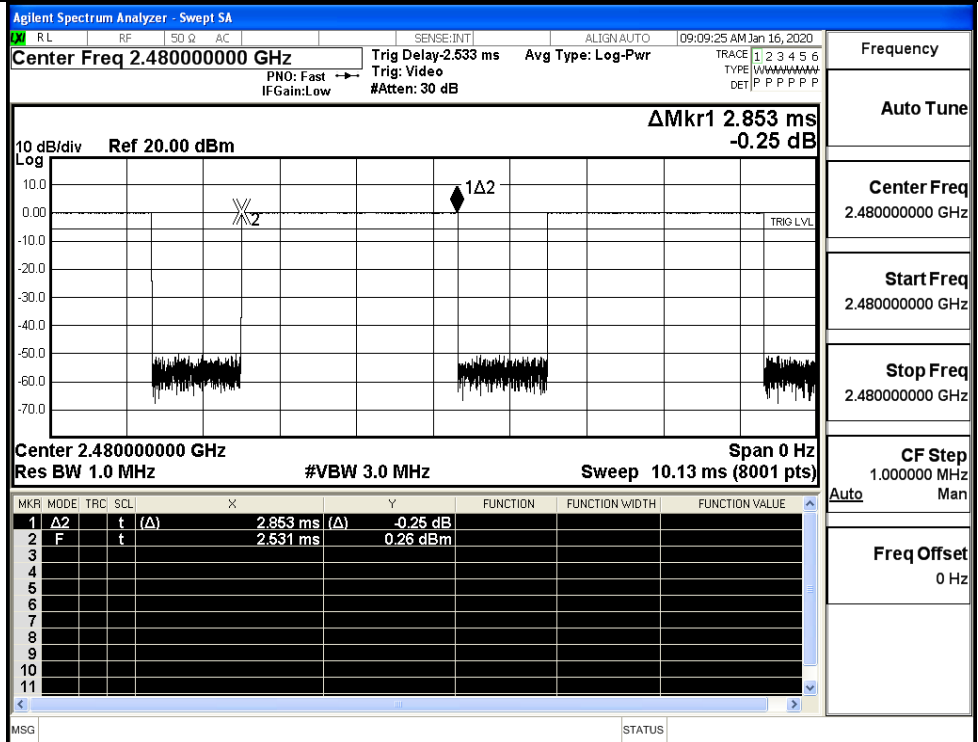 Agilent Spectrum Analyzer - Swept SA
LXI RL RF 50 Ω AC SENSE:INT ALIGN AUTO 09:09:25 AM Jan 16, 2020
Center Freq 2.480000000 GHz Trig Delay-2.533 ms Avg Type: Log-Pwr TRACE 1 2 3 4 5 6
PNO: Fast Trig: Video TYPE WWWWWW
IFGain:Low #Atten: 30 dB DET P P P P P P
Frequency
Auto Tune
Center Freq
2.480000000 GHz
Start Freq
2.480000000 GHz
Stop Freq
2.480000000 GHz
CF Step
1.000000 MHz
Auto Man
Freq Offset
0 Hz
ΔMkr1 2.853 ms
-0.25 dB
10 dB/div Ref 20.00 dBm
Log
10.0
0.00
-10.0
-20.0
-30.0
-40.0
-50.0
-60.0
-70.0
1Δ2
2
TRIG LVL
Center 2.480000000 GHz Span 0 Hz
Res BW 1.0 MHz #VBW 3.0 MHz Sweep 10.13 ms (8001 pts)
MKR MODE TRC SCL X Y FUNCTION FUNCTION WIDTH FUNCTION VALUE
1 Δ2 t (Δ) 2.853 ms (Δ) -0.25 dB
2 F t 2.531 ms 0.26 dBm
3
4
5
6
7
8
9
10
11
MSG STATUS